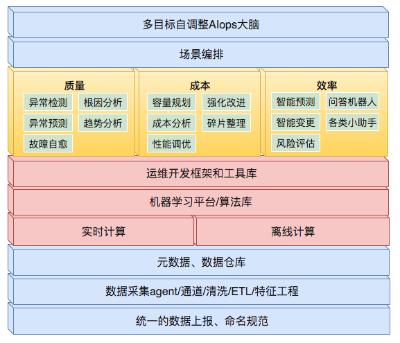 多目标自调整AIops大脑
场景编排
质量 成本 效率
异常检测 根因分析 容量规划 强化改进 智能预测 问答机器人
异常预测 趋势分析 成本分析 碎片整理 智能变更 各类小助手
故障自愈 性能调优 风险评估
运维开发框架和工具库
机器学习平台/算法库
实时计算 离线计算
元数据、数据仓库
数据采集agent/通道/清洗/ETL/特征工程
统一的数据上报、命名规范